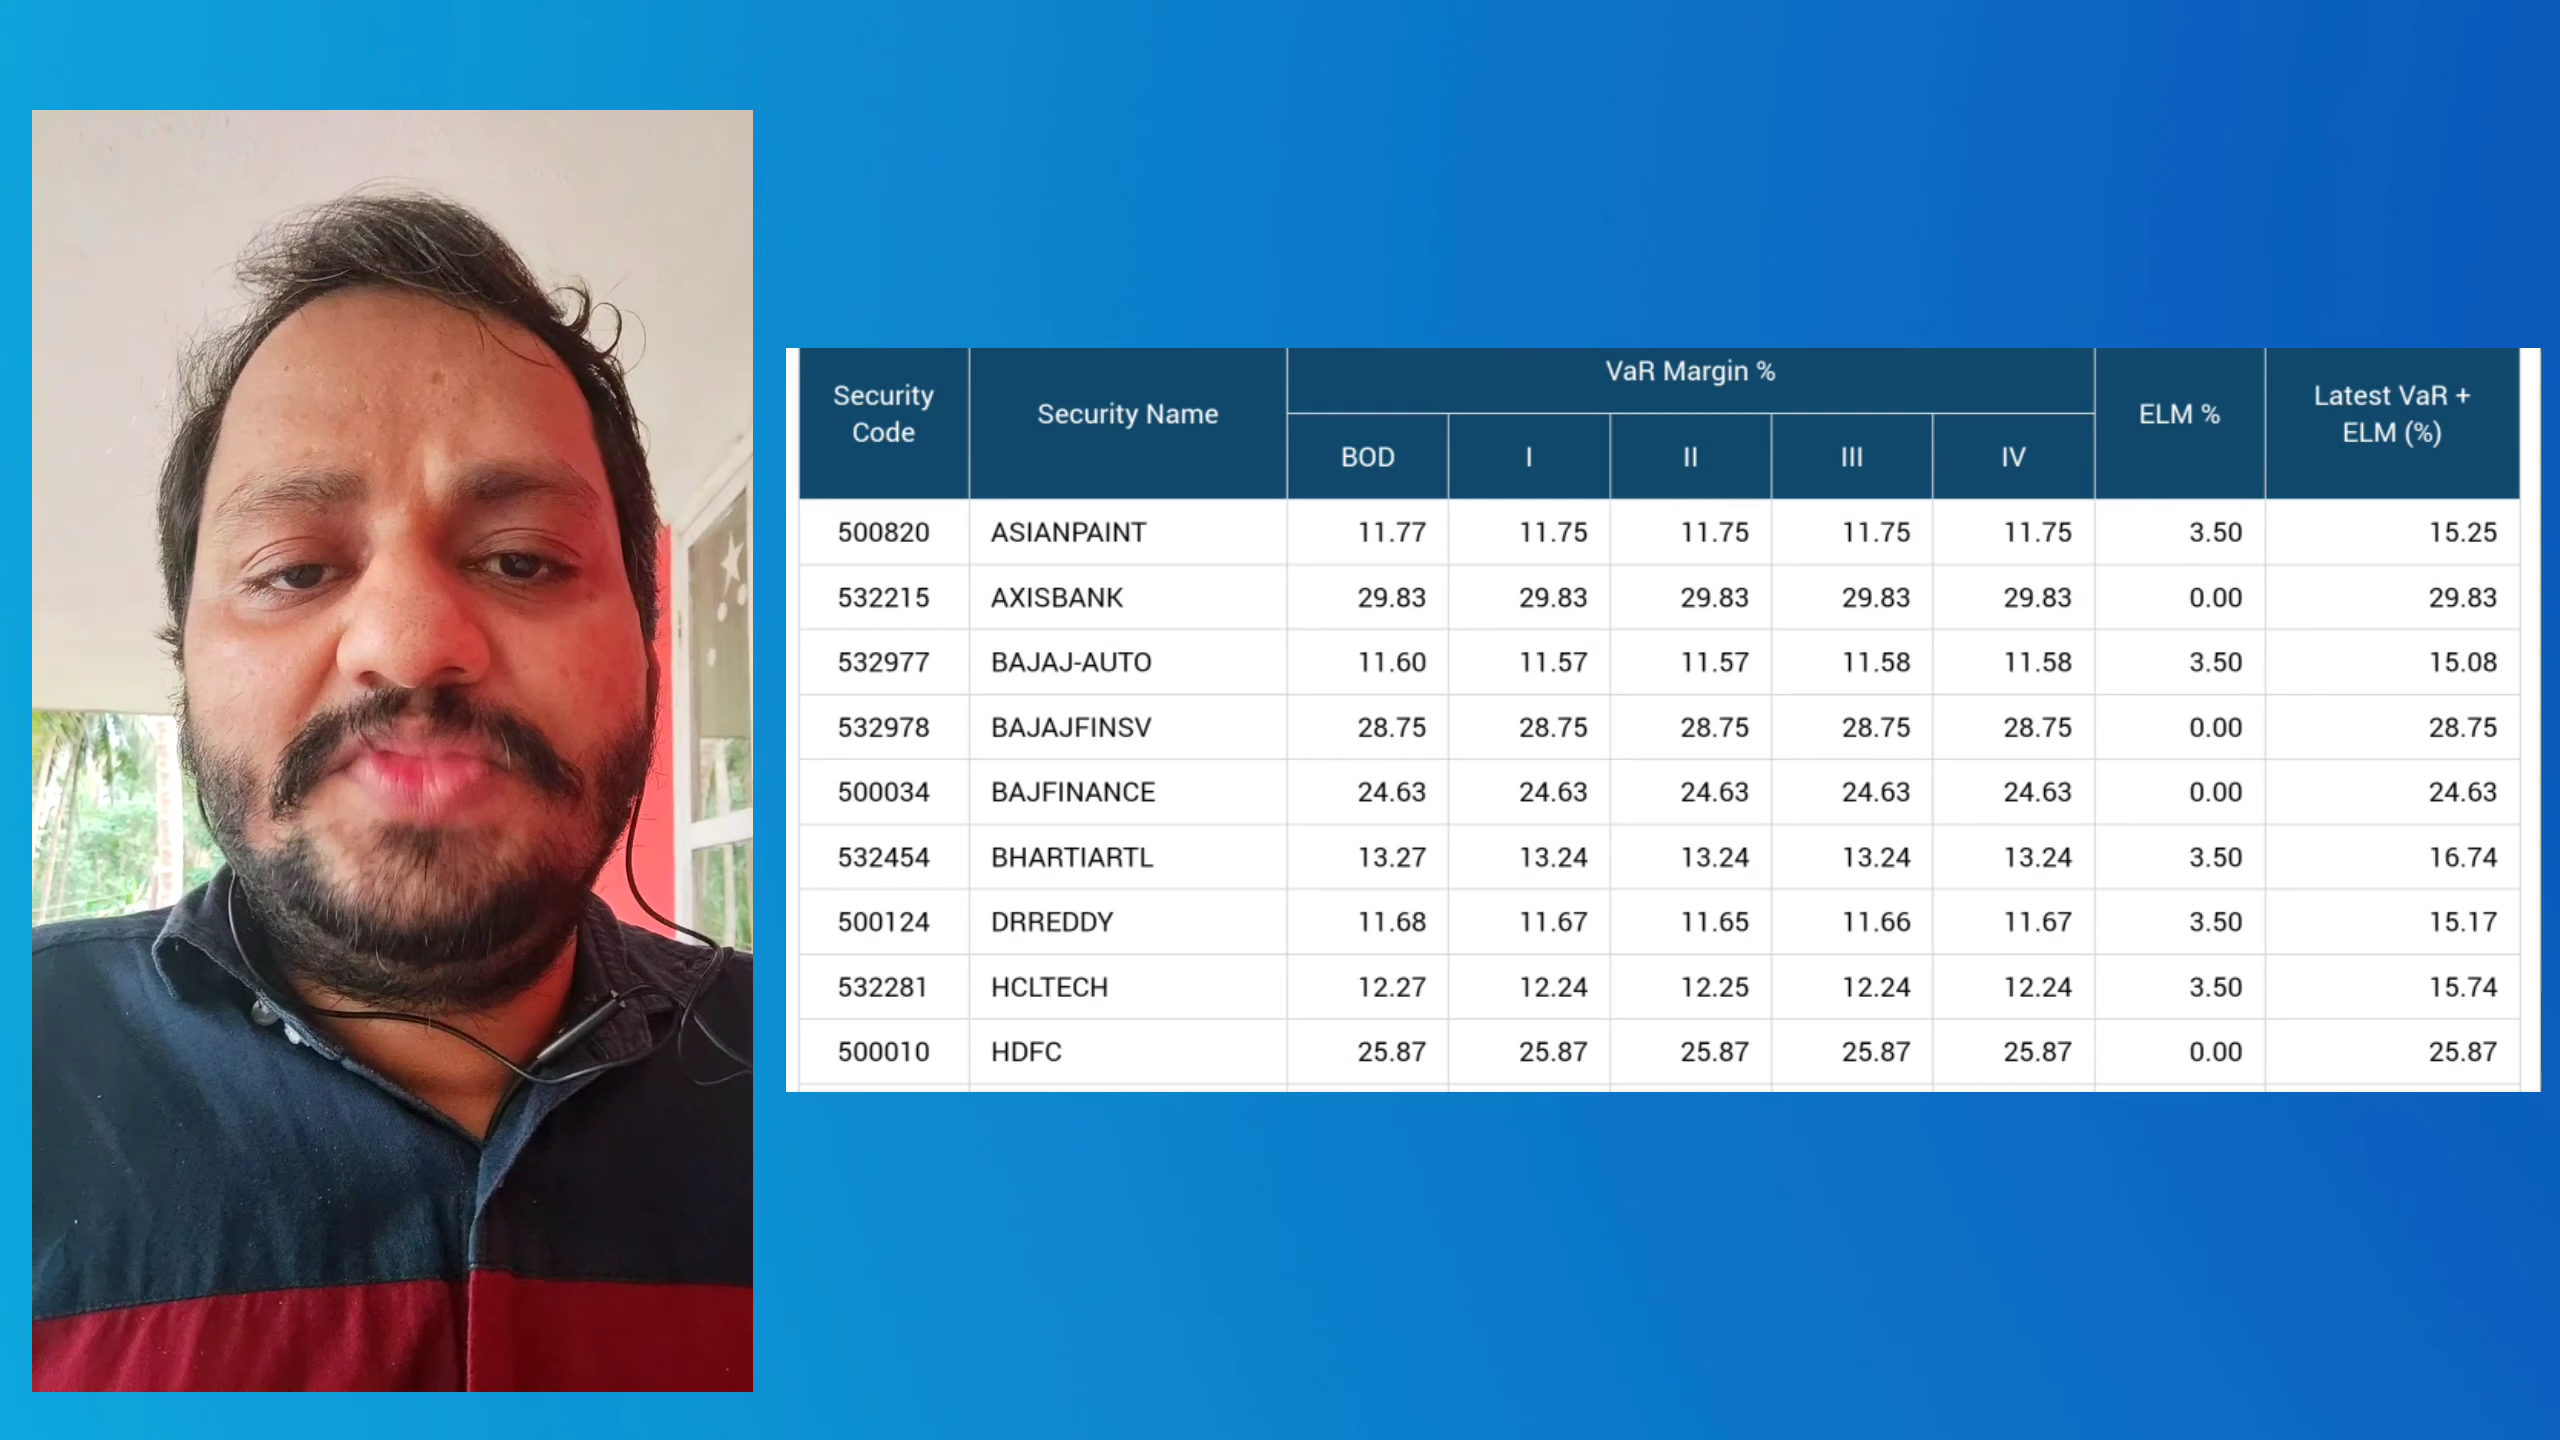 Security Code Security Name VaR Margin % ELM % Latest VaR + ELM (%)
BOD I II III IV
500820 ASIANPAINT 11.77 11.75 11.75 11.75 11.75 3.50 15.25
532215 AXISBANK 29.83 29.83 29.83 29.83 29.83 0.00 29.83
532977 BAJAJ-AUTO 11.60 11.57 11.57 11.58 11.58 3.50 15.08
532978 BAJAJFINSV 28.75 28.75 28.75 28.75 28.75 0.00 28.75
500034 BAJFINANCE 24.63 24.63 24.63 24.63 24.63 0.00 24.63
532454 BHARTIARTL 13.27 13.24 13.24 13.24 13.24 3.50 16.74
500124 DRREDDY 11.68 11.67 11.65 11.66 11.67 3.50 15.17
532281 HCLTECH 12.27 12.24 12.25 12.24 12.24 3.50 15.74
500010 HDFC 25.87 25.87 25.87 25.87 25.87 0.00 25.87